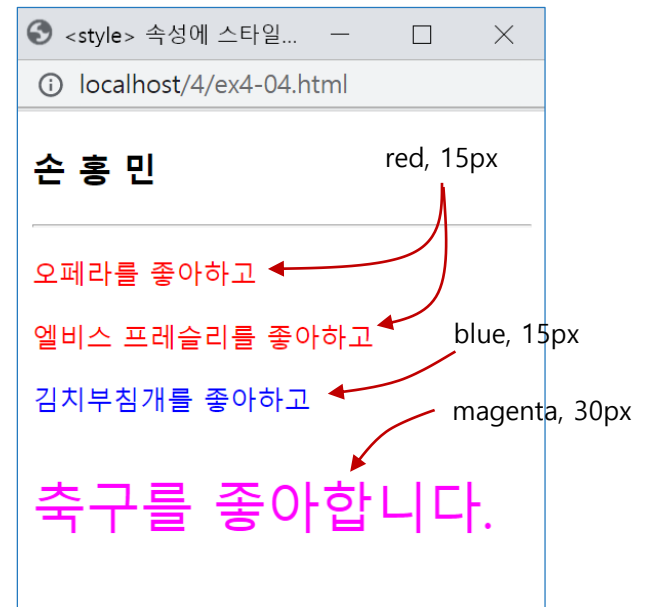 <style> 속성에 스타일...
localhost/4/ex4-04.html
손 홍 민
red, 15px
오페라를 좋아하고
엘비스 프레슬리를 좋아하고
blue, 15px
김치부침개를 좋아하고
magenta, 30px
축구를 좋아합니다.